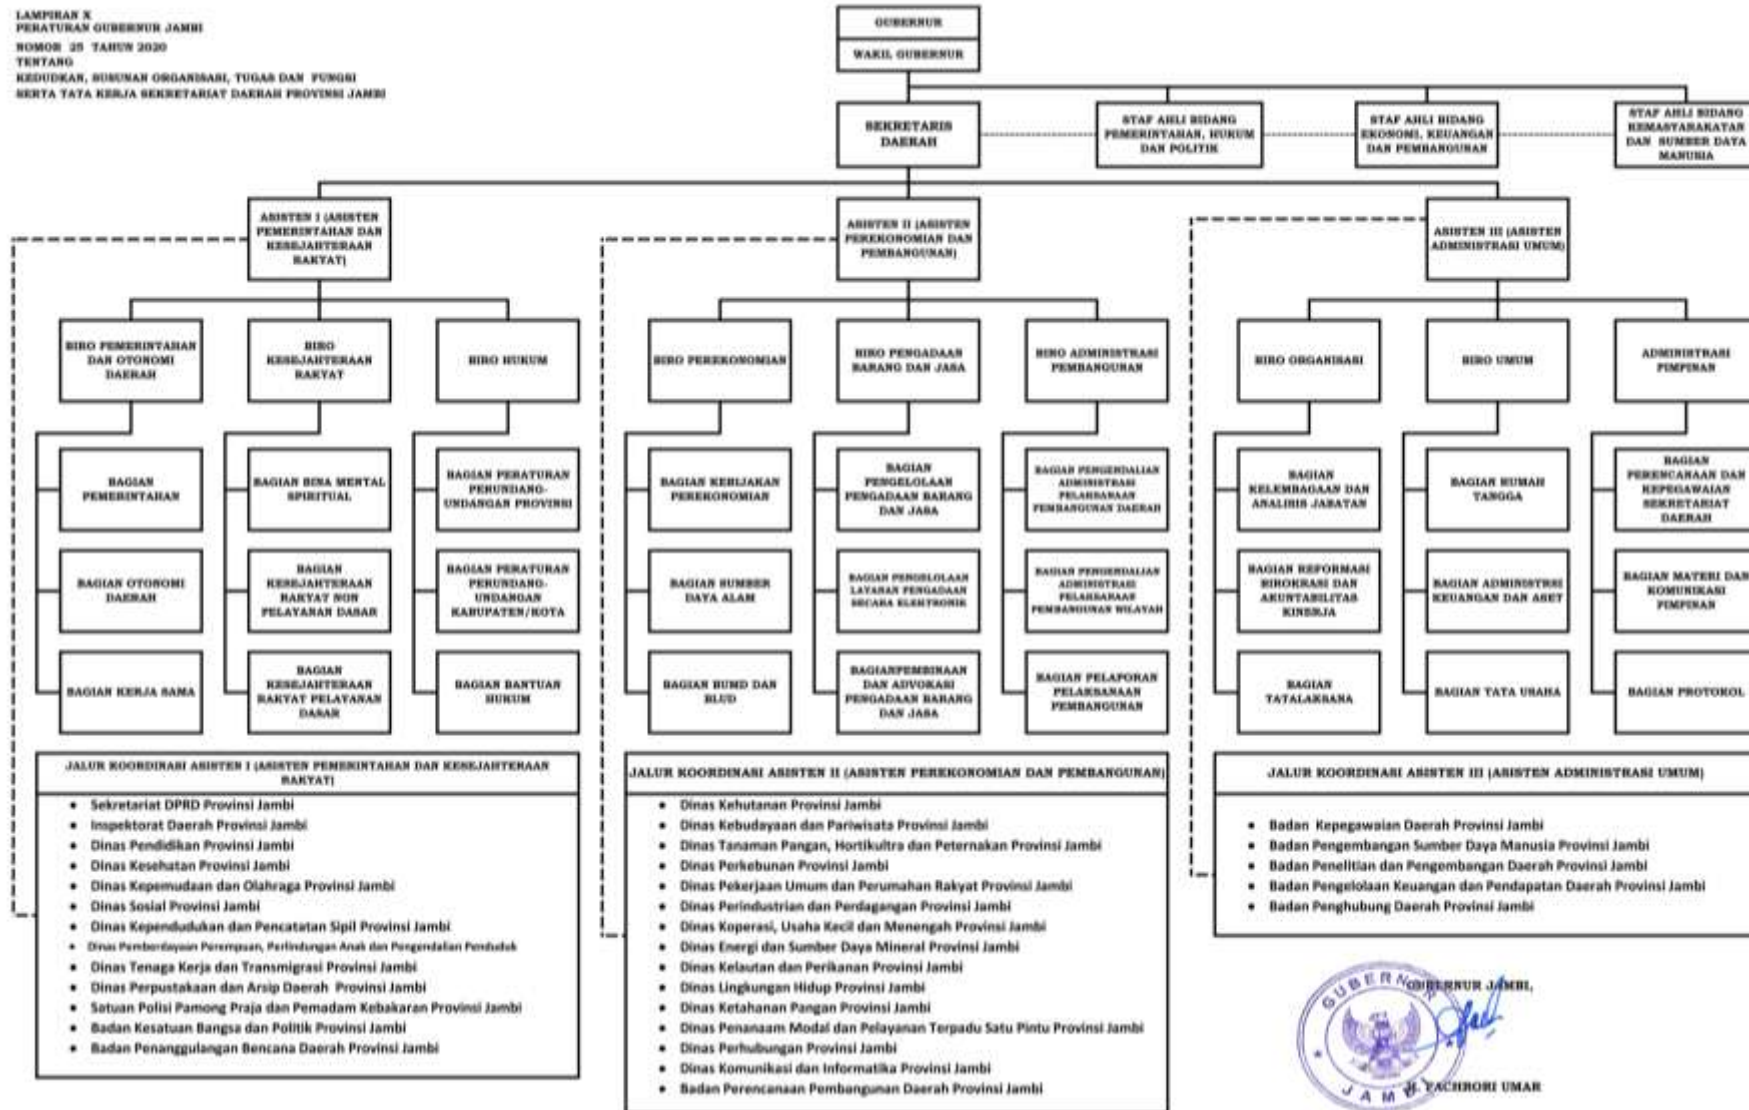 LAMPIRAN X
PERATURAN GUBERNUR JAMBI
NOMOR 25 TAHUN 2020
TENTANG
KEDUDKAN, SUSUNAN ORGANISASI, TUGAS DAN FUNGSI
SERTA TATA KERJA SEKRETARIAT DAERAH PROVINSI JAMBI
GUBERNUR
WAKIL GUBERNUR
SEKRETARIS
DAERAH
STAF AHLI BIDANG
PEMERINTAHAN, HUKUM
DAN POLITIK
STAF AHLI BIDANG
EKONOMI, KEUANGAN
DAN PEMBANGUNAN
STAF AHLI BIDANG
KEMASYARAKATAN
DAN SUMBER DAYA
MANUSIA
ASISTEN I (ASISTEN
PEMERINTAHAN DAN
KESEJAHTERAAN
RAKYAT)
ASISTEN II (ASISTEN
PEREKONOMIAN DAN
PEMBANGUNAN)
ASISTEN III (ASISTEN
ADMINISTRASI UMUM)
BIRO PEMERINTAHAN
DAN OTONOMI
DAERAH
BIRO
KESEJAHTERAAN
RAKYAT
BIRO HUKUM
BIRO PEREKONOMIAN
BIRO PENGADAAN
BARANG DAN JASA
BIRO ADMINISTRASI
PEMBANGUNAN
BIRO ORGANISASI
BIRO UMUM
ADMINISTRASI
PIMPINAN
BAGIAN
PEMERINTAHAN
BAGIAN BINA MENTAL
SPIRITUAL
BAGIAN PERATURAN
PERUNDANG-
UNDANGAN PROVINSI
BAGIAN KEBIJAKAN
PEREKONOMIAN
BAGIAN
PENGELOLAAN
PENGADAAN BARANG
DAN JASA
BAGIAN PENGENDALIAN
ADMINISTRASI
PELAKSANAAN
PEMBANGUNAN DAERAH
BAGIAN
KELEMBAGAAN DAN
ANALISIS JABATAN
BAGIAN RUMAH
TANGGA
BAGIAN
PERENCANAAN DAN
KEPEGAWAIAN
SEKRETARIAT
DAERAH
BAGIAN OTONOMI
DAERAH
BAGIAN
KESEJAHTERAAN
RAKYAT NON
PELAYANAN DASAR
BAGIAN PERATURAN
PERUNDANG-
UNDANGAN
KABUPATEN/KOTA
BAGIAN SUMBER
DAYA ALAM
BAGIAN PENGELOLAAN
LAYANAN PENGADAAN
SECARA ELEKTRONIK
BAGIAN PENGENDALIAN
ADMINISTRASI
PELAKSANAAN
PEMBANGUNAN WILAYAH
BAGIAN REFORMASI
BIROKRASI DAN
AKUNTABILITAS
KINERJA
BAGIAN ADMINISTRSI
KEUANGAN DAN ASET
BAGIAN MATERI DAN
KOMUNIKASI
PIMPINAN
BAGIAN KERJA SAMA
BAGIAN
KESEJAHTERAAN
RAKYAT PELAYANAN
DASAR
BAGIAN BANTUAN
HUKUM
BAGIAN BUMD DAN
BLUD
BAGIANPEMBINAAN
DAN ADVOKASI
PENGADAAN BARANG
DAN JASA
BAGIAN PELAPORAN
PELAKSANAAN
PEMBANGUNAN
BAGIAN
TATALAKSANA
BAGIAN TATA USAHA
BAGIAN PROTOKOL
JALUR KOORDINASI ASISTEN I (ASISTEN PEMERINTAHAN DAN KESEJAHTERAAN
RAKYAT)
• Sekretariat DPRD Provinsi Jambi
• Inspektorat Daerah Provinsi Jambi
• Dinas Pendidikan Provinsi Jambi
• Dinas Kesehatan Provinsi Jambi
• Dinas Kepemudaan dan Olahraga Provinsi Jambi
• Dinas Sosial Provinsi Jambi
• Dinas Kependudukan dan Pencatatan Sipil Provinsi Jambi
• Dinas Pemberdayaan Perempuan, Perlindungan Anak dan Pengendalian Penduduk
• Dinas Tenaga Kerja dan Transmigrasi Provinsi Jambi
• Dinas Perpustakaan dan Arsip Daerah Provinsi Jambi
• Satuan Polisi Pamong Praja dan Pemadam Kebakaran Provinsi Jambi
• Badan Kesatuan Bangsa dan Politik Provinsi Jambi
• Badan Penanggulangan Bencana Daerah Provinsi Jambi
JALUR KOORDINASI ASISTEN II (ASISTEN PEREKONOMIAN DAN PEMBANGUNAN)
• Dinas Kehutanan Provinsi Jambi
• Dinas Kebudayaan dan Pariwisata Provinsi Jambi
• Dinas Tanaman Pangan, Hortikultra dan Peternakan Provinsi Jambi
• Dinas Perkebunan Provinsi Jambi
• Dinas Pekerjaan Umum dan Perumahan Rakyat Provinsi Jambi
• Dinas Perindustrian dan Perdagangan Provinsi Jambi
• Dinas Koperasi, Usaha Kecil dan Menengah Provinsi Jambi
• Dinas Energi dan Sumber Daya Mineral Provinsi Jambi
• Dinas Kelautan dan Perikanan Provinsi Jambi
• Dinas Lingkungan Hidup Provinsi Jambi
• Dinas Ketahanan Pangan Provinsi Jambi
• Dinas Penanaam Modal dan Pelayanan Terpadu Satu Pintu Provinsi Jambi
• Dinas Perhubungan Provinsi Jambi
• Dinas Komunikasi dan Informatika Provinsi Jambi
• Badan Perencanaan Pembangunan Daerah Provinsi Jambi
JALUR KOORDINASI ASISTEN III (ASISTEN ADMINISTRASI UMUM)
• Badan Kepegawaian Daerah Provinsi Jambi
• Badan Pengembangan Sumber Daya Manusia Provinsi Jambi
• Badan Penelitian dan Pengembangan Daerah Provinsi Jambi
• Badan Pengelolaan Keuangan dan Pendapatan Daerah Provinsi Jambi
• Badan Penghubung Daerah Provinsi Jambi
GUBERNUR JAMBI,
GUBERNUR
JAMBI
H. FACHRORI UMAR